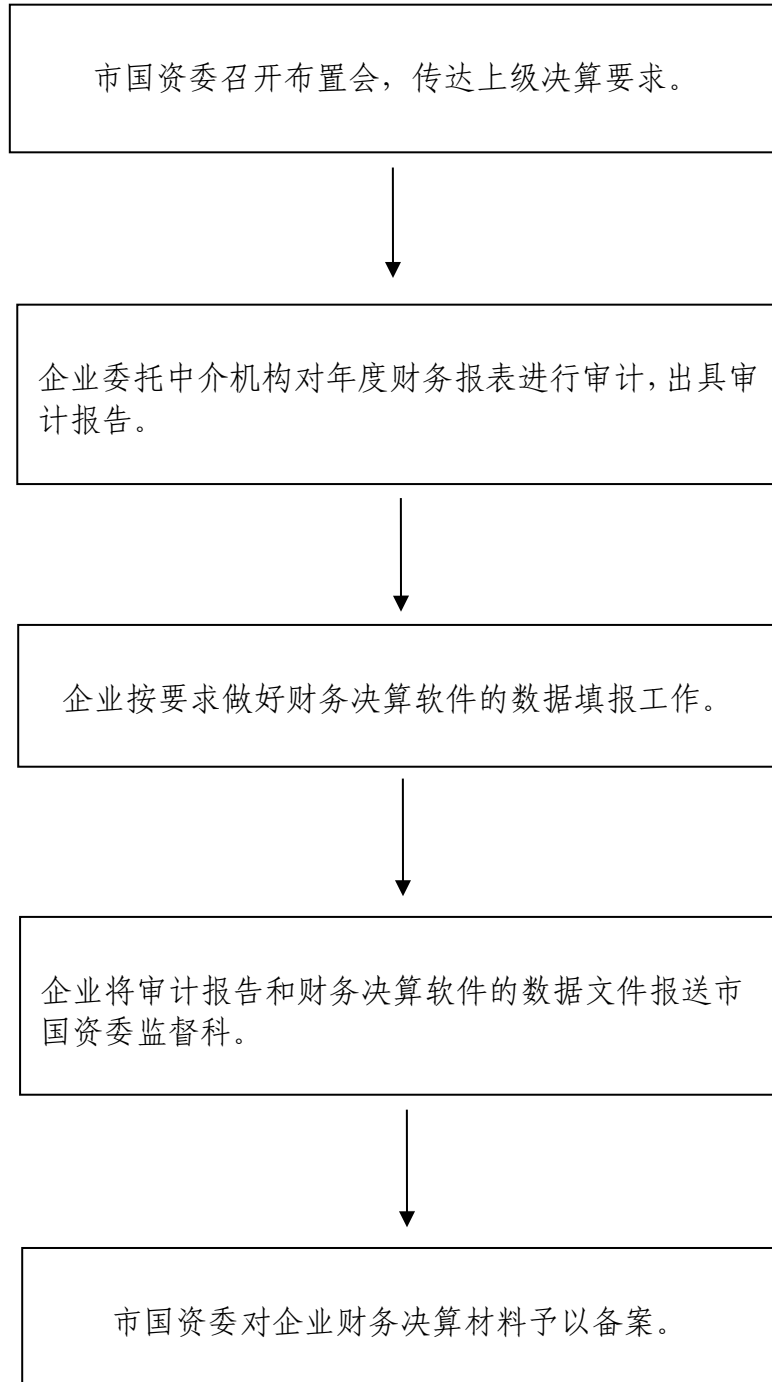 市国资委召开布置会，传达上级决算要求。
企业委托中介机构对年度财务报表进行审计，出具审
计报告。
企业按要求做好财务决算软件的数据填报工作。
企业将审计报告和财务决算软件的数据文件报送市
国资委监督科。
市国资委对企业财务决算材料予以备案。